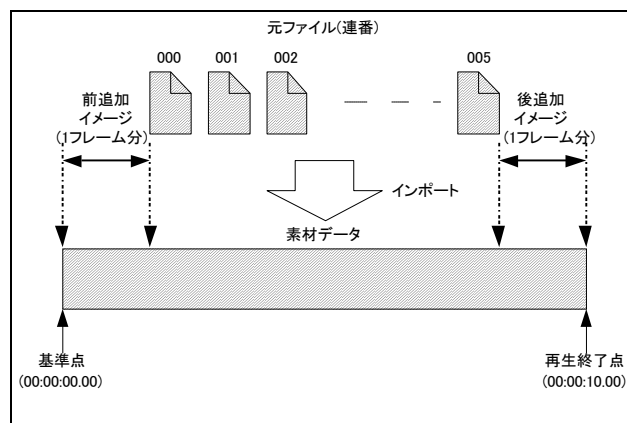 元ファイル(連番)
000 001 002 005
前追加
イメージ
(1フレーム分)
後追加
イメージ
(1フレーム分)
インポート
素材データ
基準点
(00:00:00.00)
再生終了点
(00:00:10.00)